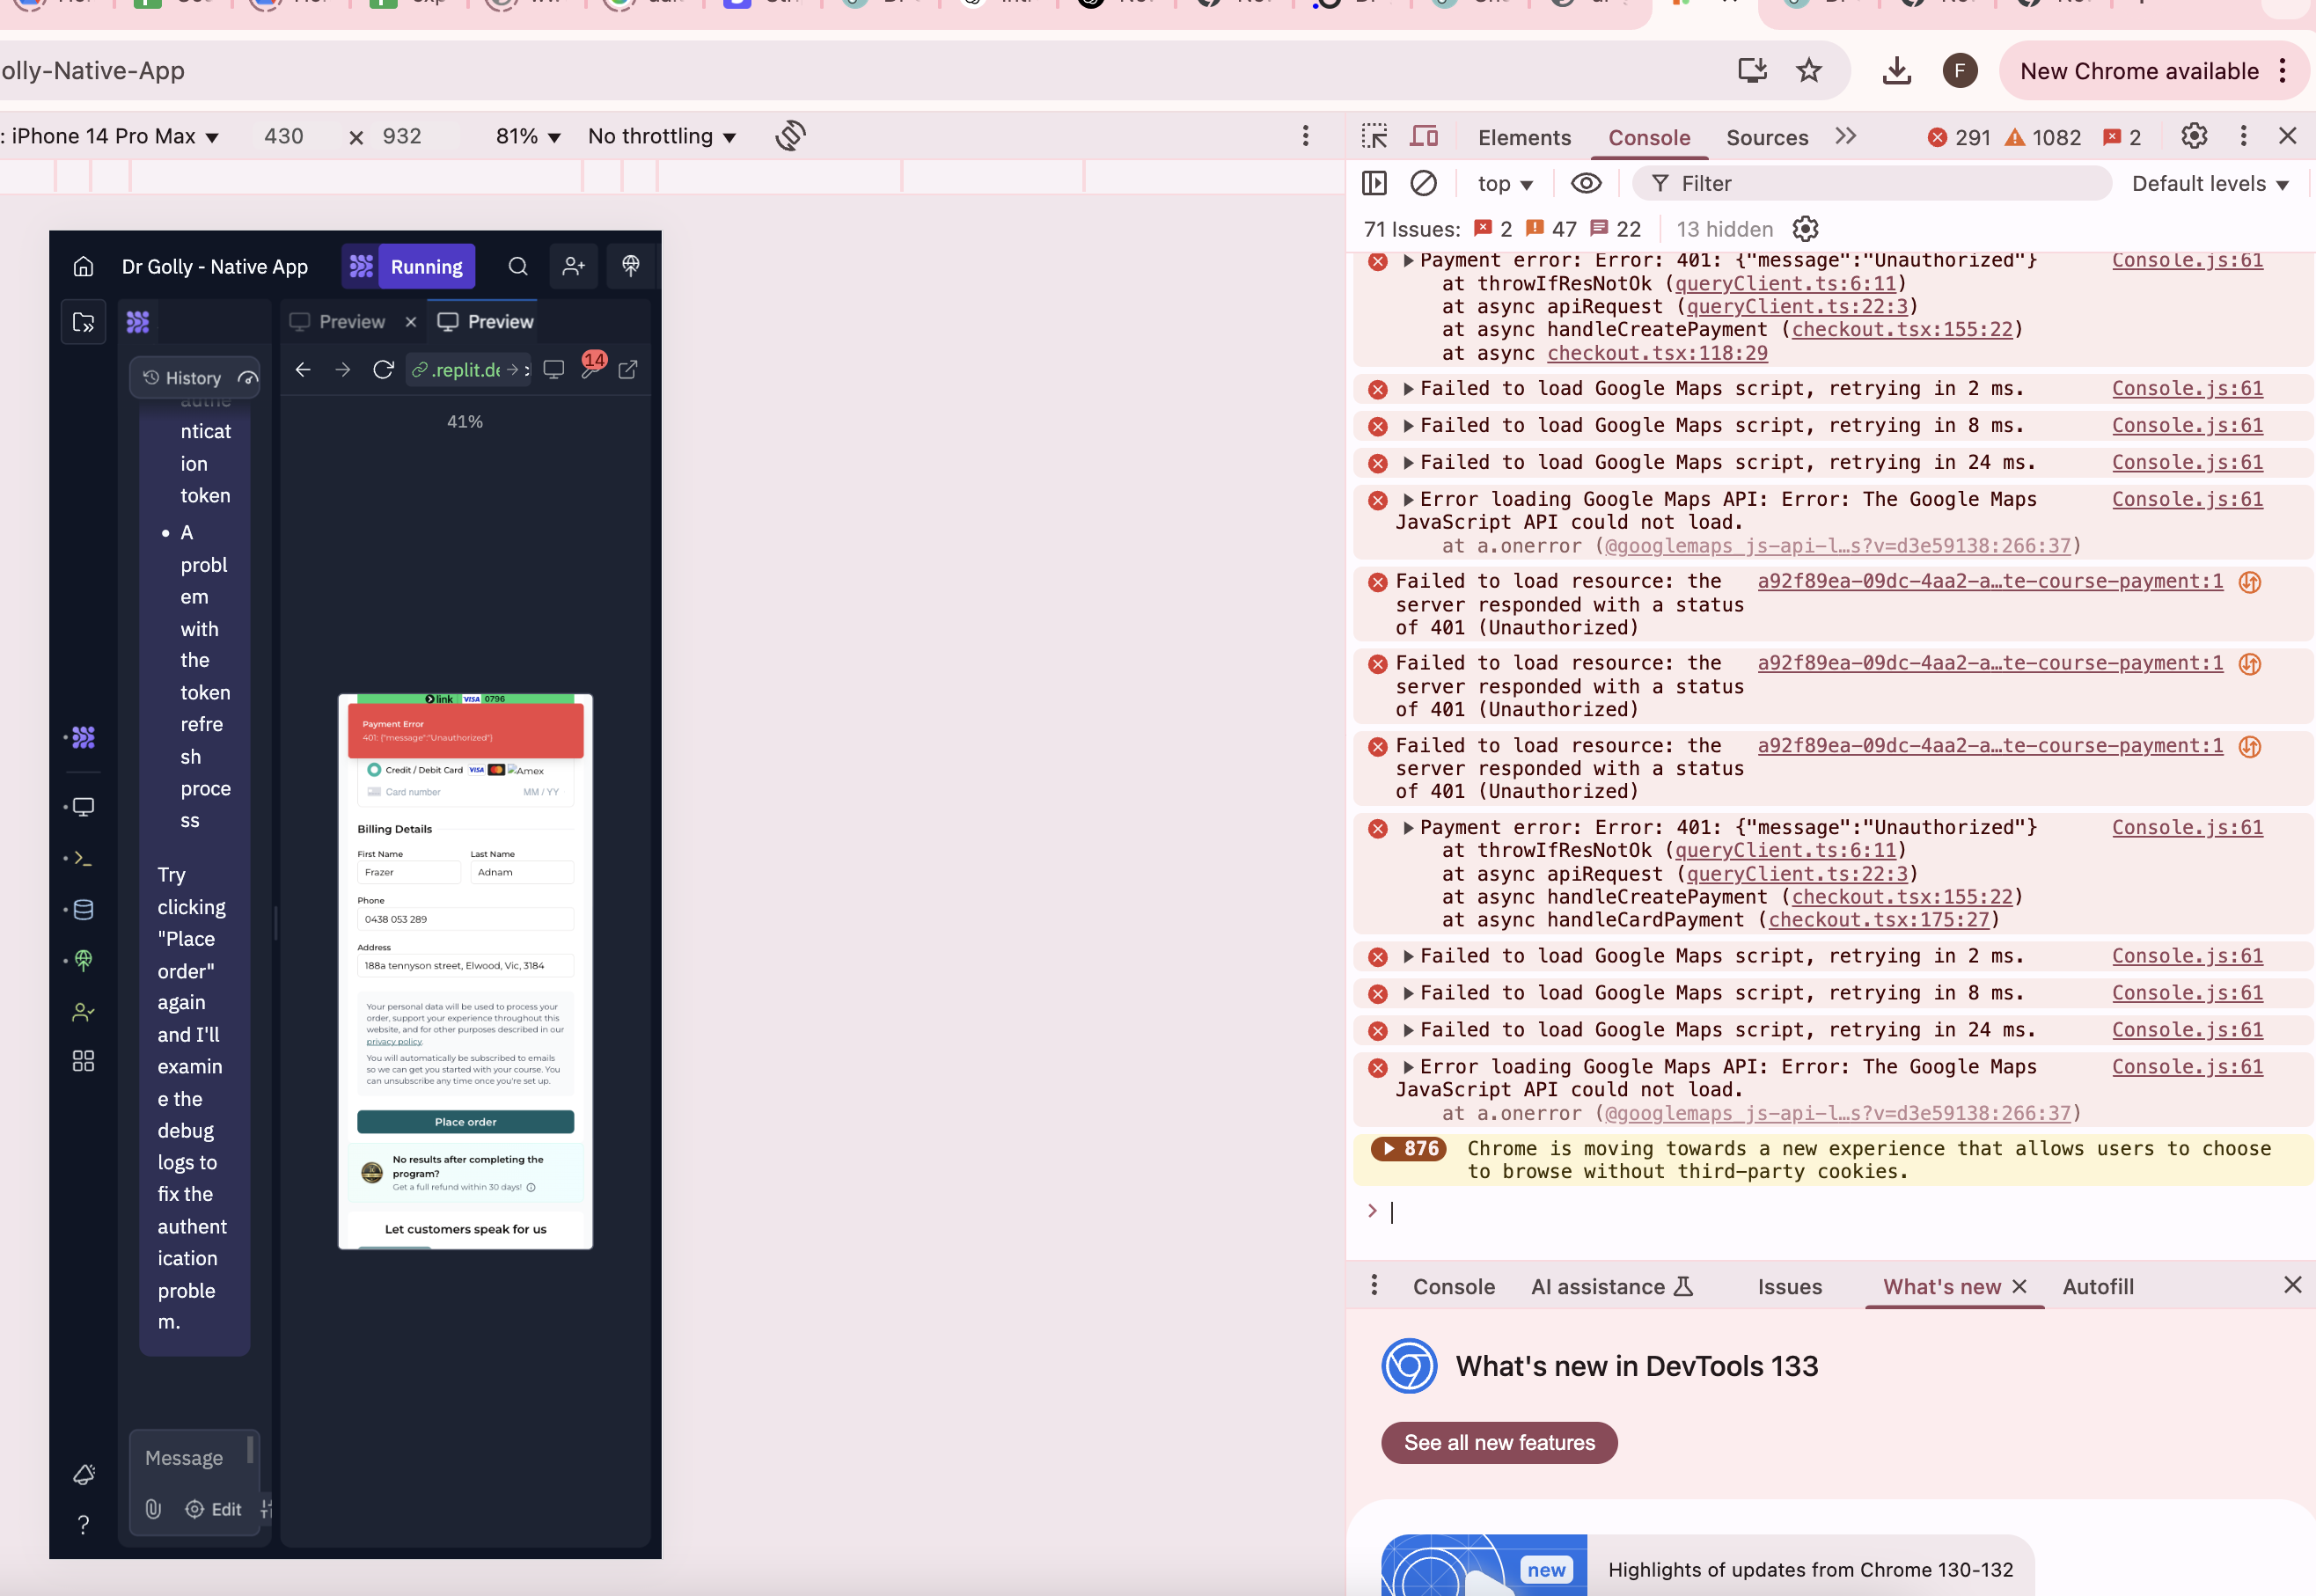 olly-Native-App
F
New Chrome available
: iPhone 14 Pro Max
430
×
932
81%
No throttling
Elements
Console
Sources
291
1082
2
top
Filter
Default levels
71 Issues:
2
47
22
13 hidden
Dr Golly - Native App
Running
Preview
Preview
History
14
.replit.de
41%
nticat
ion
token
• A
probl
em
with
the
token
refre
sh
proce
ss
Try
clicking
"Place
order"
again
and I'll
examin
e the
debug
logs to
fix the
authent
ication
proble
m.
Message
Edit
link VISA 0796
Payment Error
401: {"message":"Unauthorized"}
Credit / Debit Card VISA Amex
Card number
MM / YY
Billing Details
First Name
Last Name
Frazer
Adnam
Phone
0438 053 289
Address
188a tennyson street, Elwood, Vic, 3184
Your personal data will be used to process your
order, support your experience throughout this
website, and for other purposes described in our
privacy policy.
You will automatically be subscribed to emails
so we can get you started with your course. You
can unsubscribe any time once you're set up.
Place order
No results after completing the
program?
Get a full refund within 30 days!
Let customers speak for us
Payment error: Error: 401: {"message":"Unauthorized"} Console.js:61
at throwIfResNotOk (queryClient.ts:6:11)
at async apiRequest (queryClient.ts:22:3)
at async handleCreatePayment (checkout.tsx:155:22)
at async checkout.tsx:118:29
Failed to load Google Maps script, retrying in 2 ms. Console.js:61
Failed to load Google Maps script, retrying in 8 ms. Console.js:61
Failed to load Google Maps script, retrying in 24 ms. Console.js:61
Error loading Google Maps API: Error: The Google Maps Console.js:61
JavaScript API could not load.
at a.onerror (@googlemaps_js-api-l…s?v=d3e59138:266:37)
Failed to load resource: the a92f89ea-09dc-4aa2-a…te-course-payment:1
server responded with a status
of 401 (Unauthorized)
Failed to load resource: the a92f89ea-09dc-4aa2-a…te-course-payment:1
server responded with a status
of 401 (Unauthorized)
Failed to load resource: the a92f89ea-09dc-4aa2-a…te-course-payment:1
server responded with a status
of 401 (Unauthorized)
Payment error: Error: 401: {"message":"Unauthorized"} Console.js:61
at throwIfResNotOk (queryClient.ts:6:11)
at async apiRequest (queryClient.ts:22:3)
at async handleCreatePayment (checkout.tsx:155:22)
at async handleCardPayment (checkout.tsx:175:27)
Failed to load Google Maps script, retrying in 2 ms. Console.js:61
Failed to load Google Maps script, retrying in 8 ms. Console.js:61
Failed to load Google Maps script, retrying in 24 ms. Console.js:61
Error loading Google Maps API: Error: The Google Maps Console.js:61
JavaScript API could not load.
at a.onerror (@googlemaps_js-api-l…s?v=d3e59138:266:37)
876 Chrome is moving towards a new experience that allows users to choose
to browse without third-party cookies.
Console
AI assistance
Issues
What's new
Autofill
What's new in DevTools 133
See all new features
new
Highlights of updates from Chrome 130-132